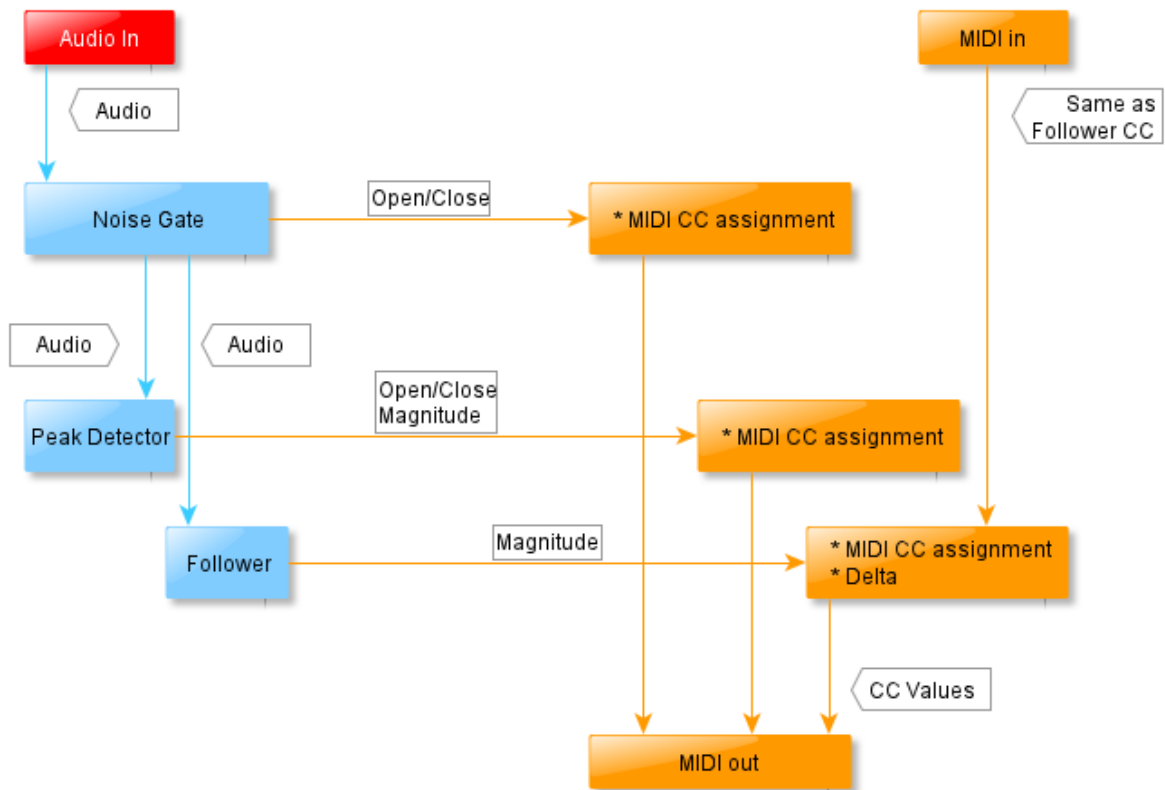 Audio In
MIDI in
Audio
Same as
Follower CC
Noise Gate
Open/Close
* MIDI CC assignment
Audio
Audio
Open/Close
Magnitude
Peak Detector
* MIDI CC assignment
Follower
Magnitude
* MIDI CC assignment
* Delta
CC Values
MIDI out